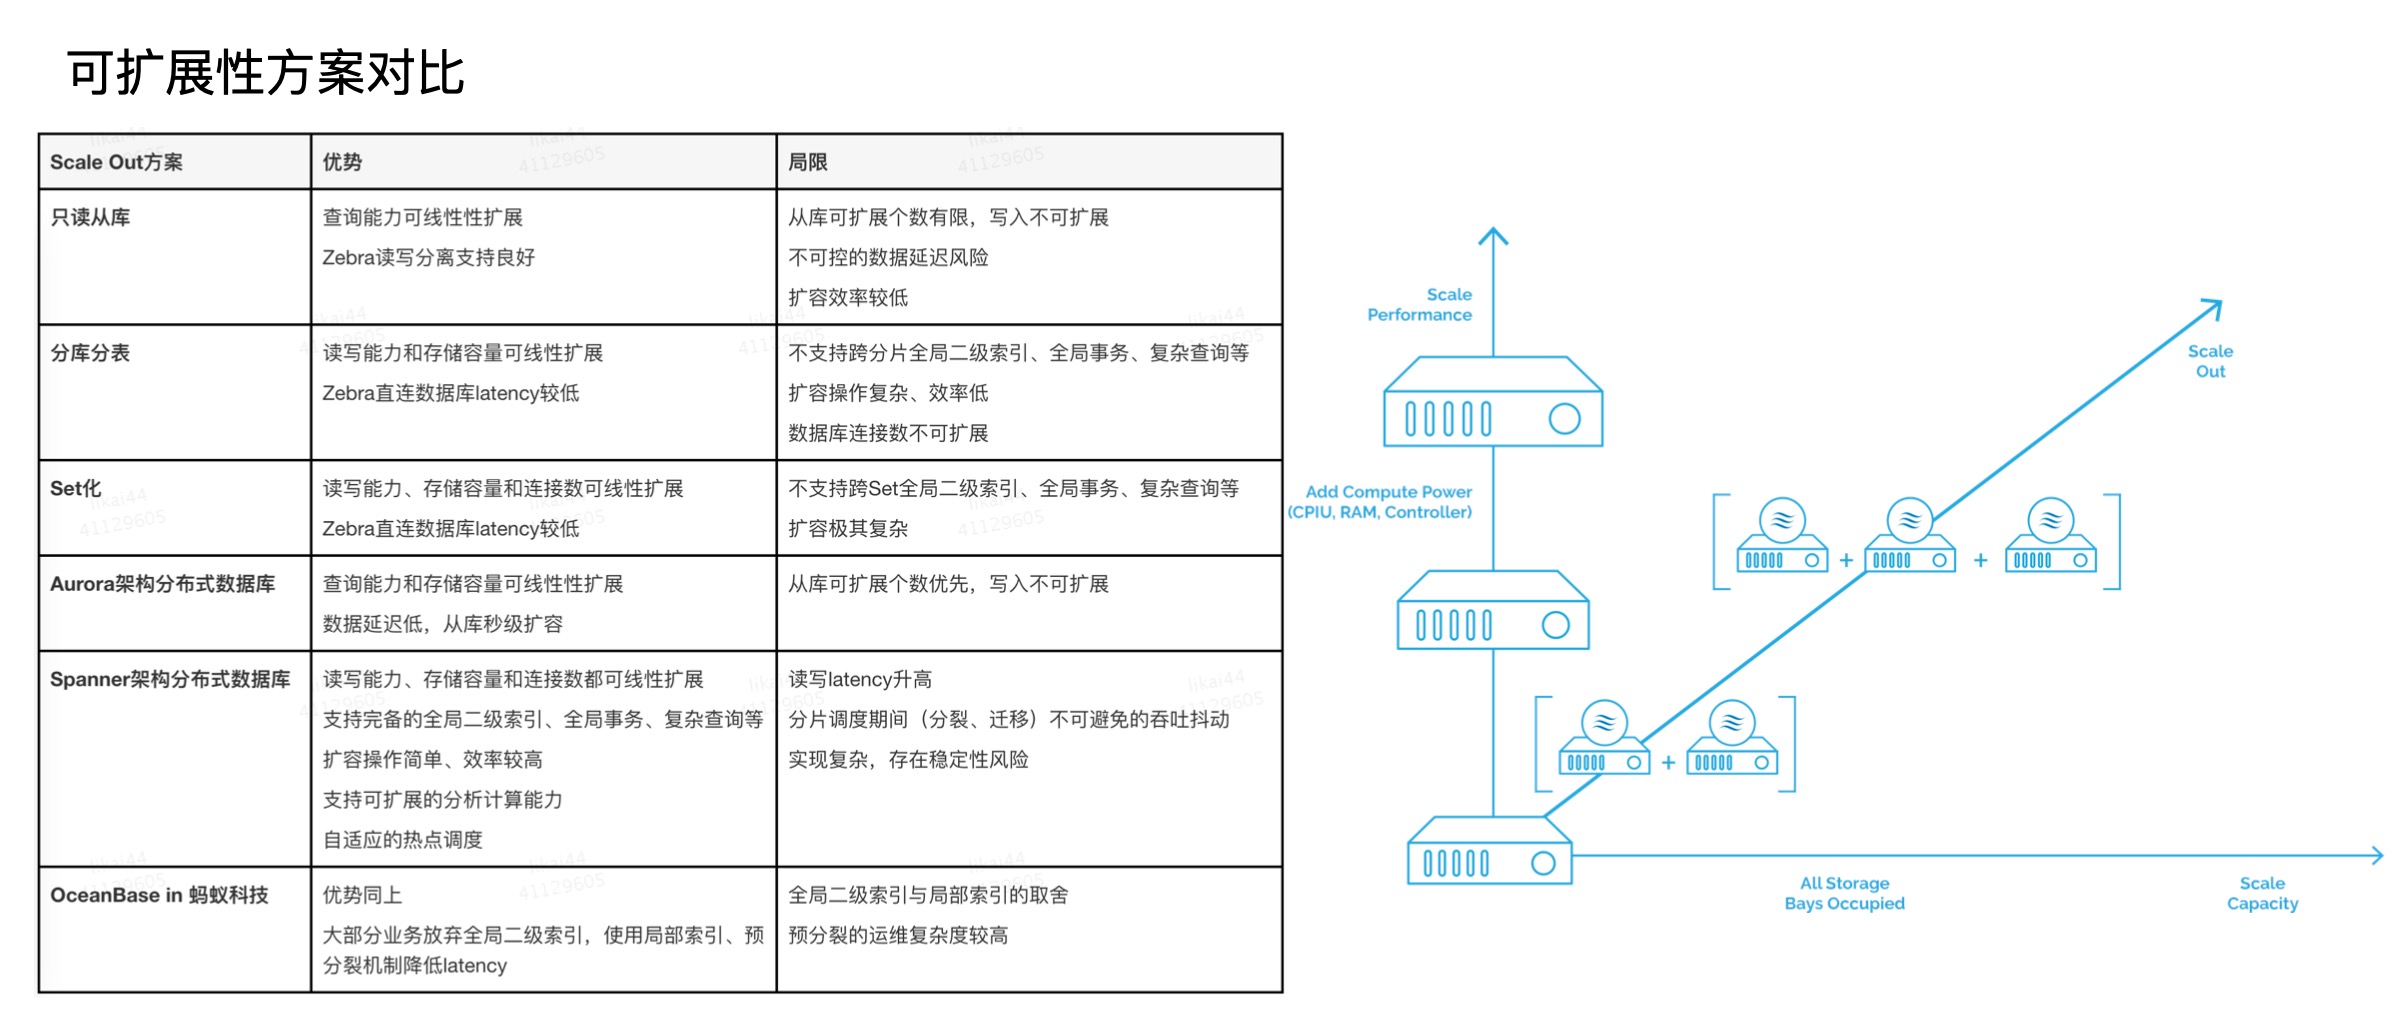 可扩展性方案对比
Scale Out方案
优势
局限
只读从库
查询能力可线性性扩展
Zebra读写分离支持良好
从库可扩展个数有限，写入不可扩展
不可控的数据延迟风险
扩容效率较低
分库分表
读写能力和存储容量可线性扩展
Zebra直连数据库latency较低
不支持跨分片全局二级索引、全局事务、复杂查询等
扩容操作复杂、效率低
数据库连接数不可扩展
Set化
读写能力、存储容量和连接数可线性扩展
Zebra直连数据库latency较低
不支持跨Set全局二级索引、全局事务、复杂查询等
扩容极其复杂
Aurora架构分布式数据库
查询能力和存储容量可线性性扩展
数据延迟低，从库秒级扩容
从库可扩展个数优先，写入不可扩展
Spanner架构分布式数据库
读写能力、存储容量和连接数都可线性扩展
支持完备的全局二级索引、全局事务、复杂查询等
扩容操作简单、效率较高
支持可扩展的分析计算能力
自适应的热点调度
读写latency升高
分片调度期间（分裂、迁移）不可避免的吞吐抖动
实现复杂，存在稳定性风险
OceanBase in 蚂蚁科技
优势同上
大部分业务放弃全局二级索引，使用局部索引、预
分裂机制降低latency
全局二级索引与局部索引的取舍
预分裂的运维复杂度较高
Scale
Performance
Add Compute Power
(CPIU, RAM, Controller)
Scale
Out
+
+
+
All Storage
Bays Occupied
Scale
Capacity
likai44
41129605